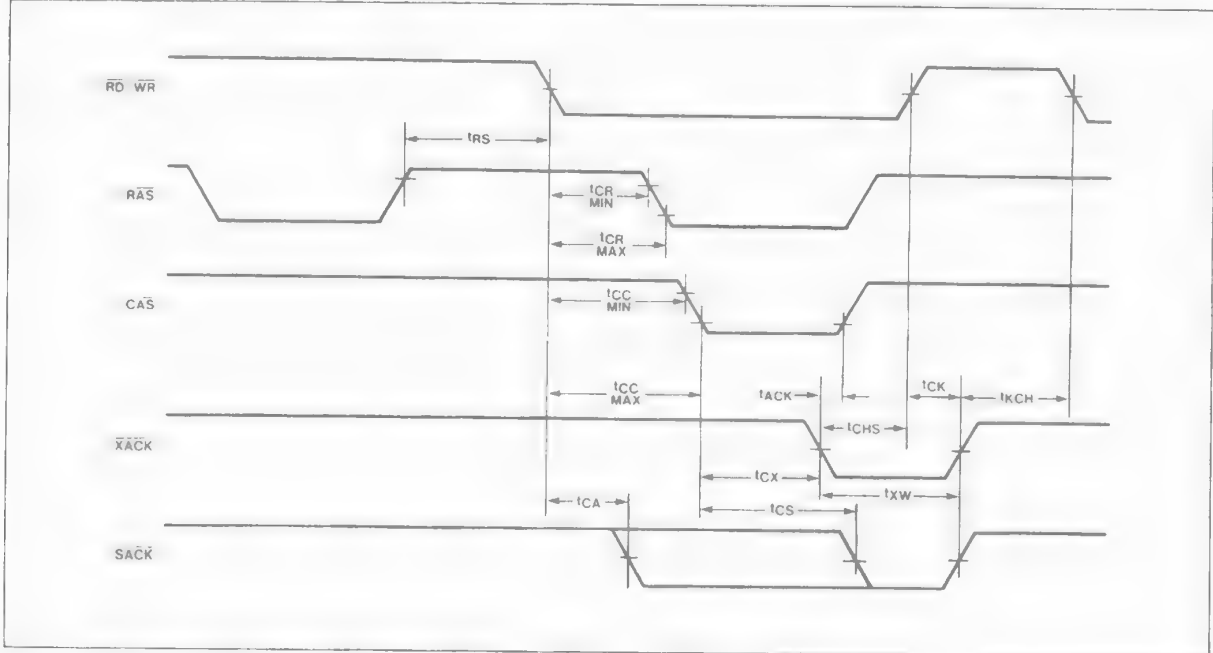 RD WR
tRS
RAS
tCR
MIN
tCR
MAX
CAS
tCC
MIN
tCC
MAX
tACK
tCK
tKCH
tCHS
XACK
tCX
tXW
tCA
tCS
SACK